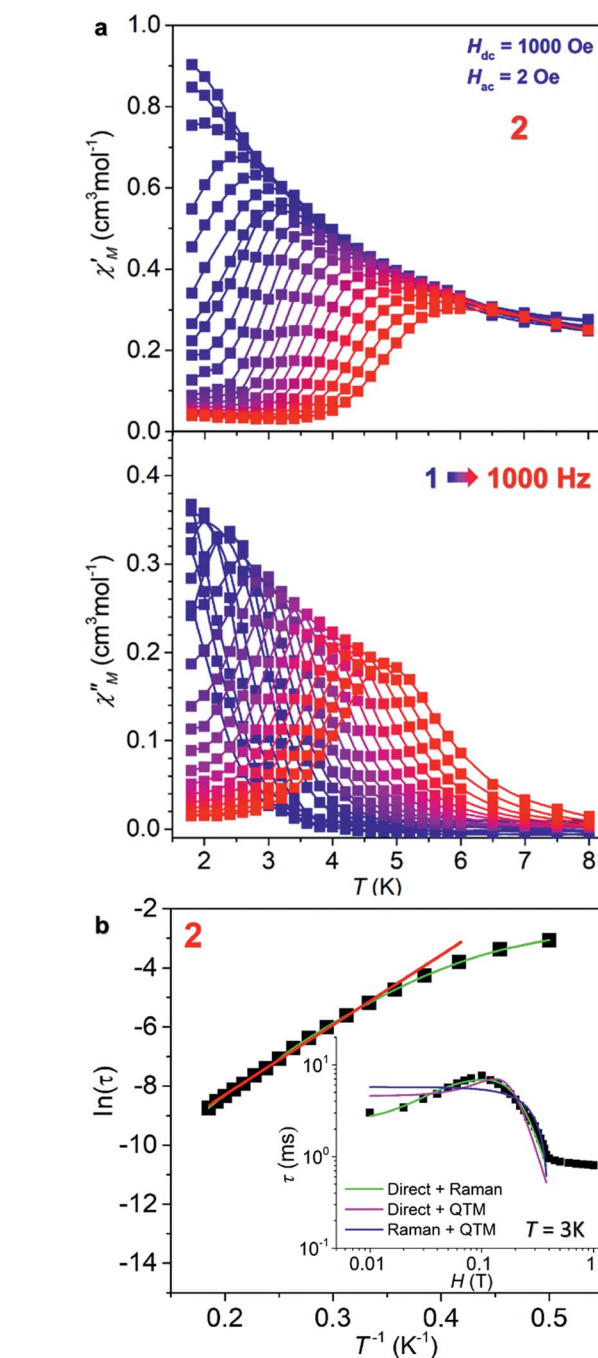 a
1.0
H_dc = 1000 Oe
H_ac = 2 Oe
2
0.8
0.6
0.4
0.2
0.0
χ′_M (cm³mol⁻¹)
1 ➡ 1000 Hz
0.4
0.3
0.2
0.1
0.0
χ″_M (cm³mol⁻¹)
2 3 4 5 6 7 8
T (K)
b
2
-2
-4
-6
-8
-10
-12
-14
ln(τ)
10¹
10⁰
10⁻¹
τ (ms)
Direct + Raman
Direct + QTM
Raman + QTM
T = 3K
0.01 0.1 1
H (T)
0.2 0.3 0.4 0.5
T⁻¹ (K⁻¹)